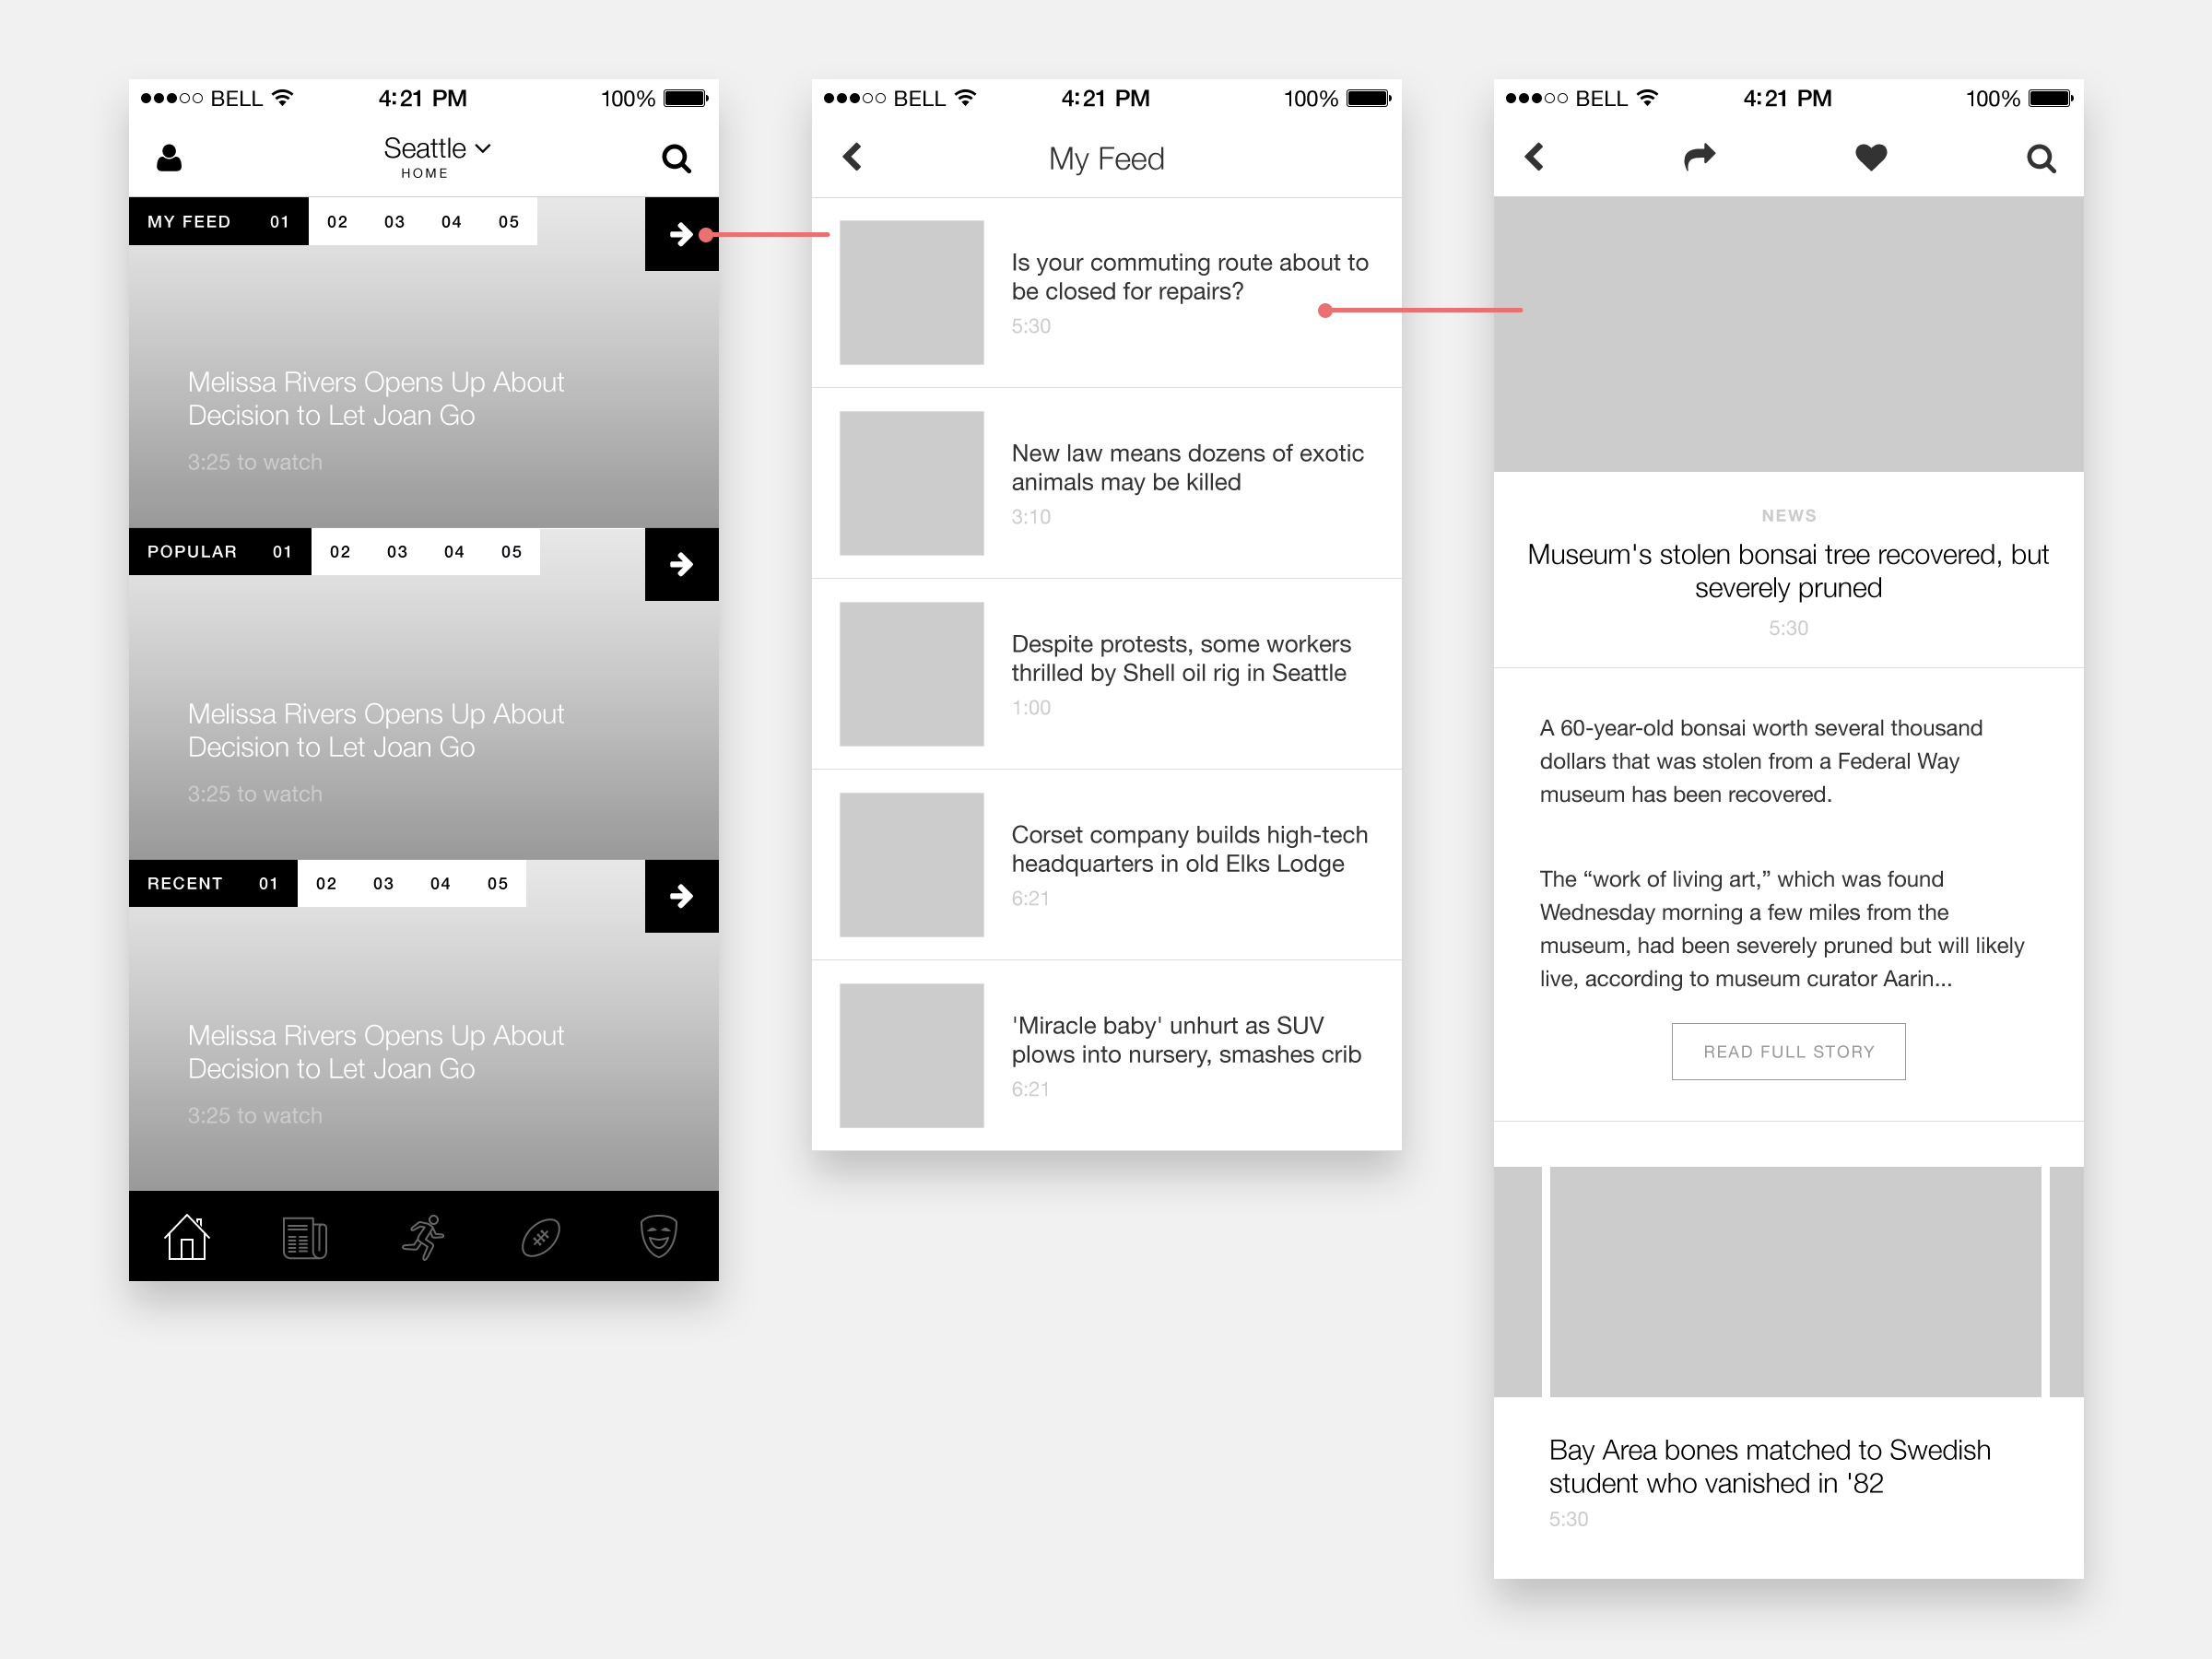 BELL 4:21 PM 100%
Seattle
HOME
MY FEED 01 02 03 04 05
Melissa Rivers Opens Up About
Decision to Let Joan Go
3:25 to watch
POPULAR 01 02 03 04 05
Melissa Rivers Opens Up About
Decision to Let Joan Go
3:25 to watch
RECENT 01 02 03 04 05
Melissa Rivers Opens Up About
Decision to Let Joan Go
3:25 to watch
BELL 4:21 PM 100%
My Feed
Is your commuting route about to
be closed for repairs?
5:30
New law means dozens of exotic
animals may be killed
3:10
Despite protests, some workers
thrilled by Shell oil rig in Seattle
1:00
Corset company builds high-tech
headquarters in old Elks Lodge
6:21
'Miracle baby' unhurt as SUV
plows into nursery, smashes crib
6:21
BELL 4:21 PM 100%
NEWS
Museum's stolen bonsai tree recovered, but
severely pruned
5:30
A 60-year-old bonsai worth several thousand
dollars that was stolen from a Federal Way
museum has been recovered.
The “work of living art,” which was found
Wednesday morning a few miles from the
museum, had been severely pruned but will likely
live, according to museum curator Aarin...
READ FULL STORY
Bay Area bones matched to Swedish
student who vanished in '82
5:30